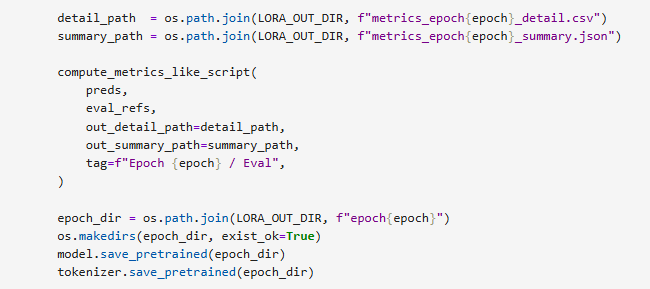 detail_path  = os.path.join(LORA_OUT_DIR, f"metrics_epoch{epoch}_detail.csv")
summary_path = os.path.join(LORA_OUT_DIR, f"metrics_epoch{epoch}_summary.json")

compute_metrics_like_script(
    preds,
    eval_refs,
    out_detail_path=detail_path,
    out_summary_path=summary_path,
    tag=f"Epoch {epoch} / Eval",
)

epoch_dir = os.path.join(LORA_OUT_DIR, f"epoch{epoch}")
os.makedirs(epoch_dir, exist_ok=True)
model.save_pretrained(epoch_dir)
tokenizer.save_pretrained(epoch_dir)